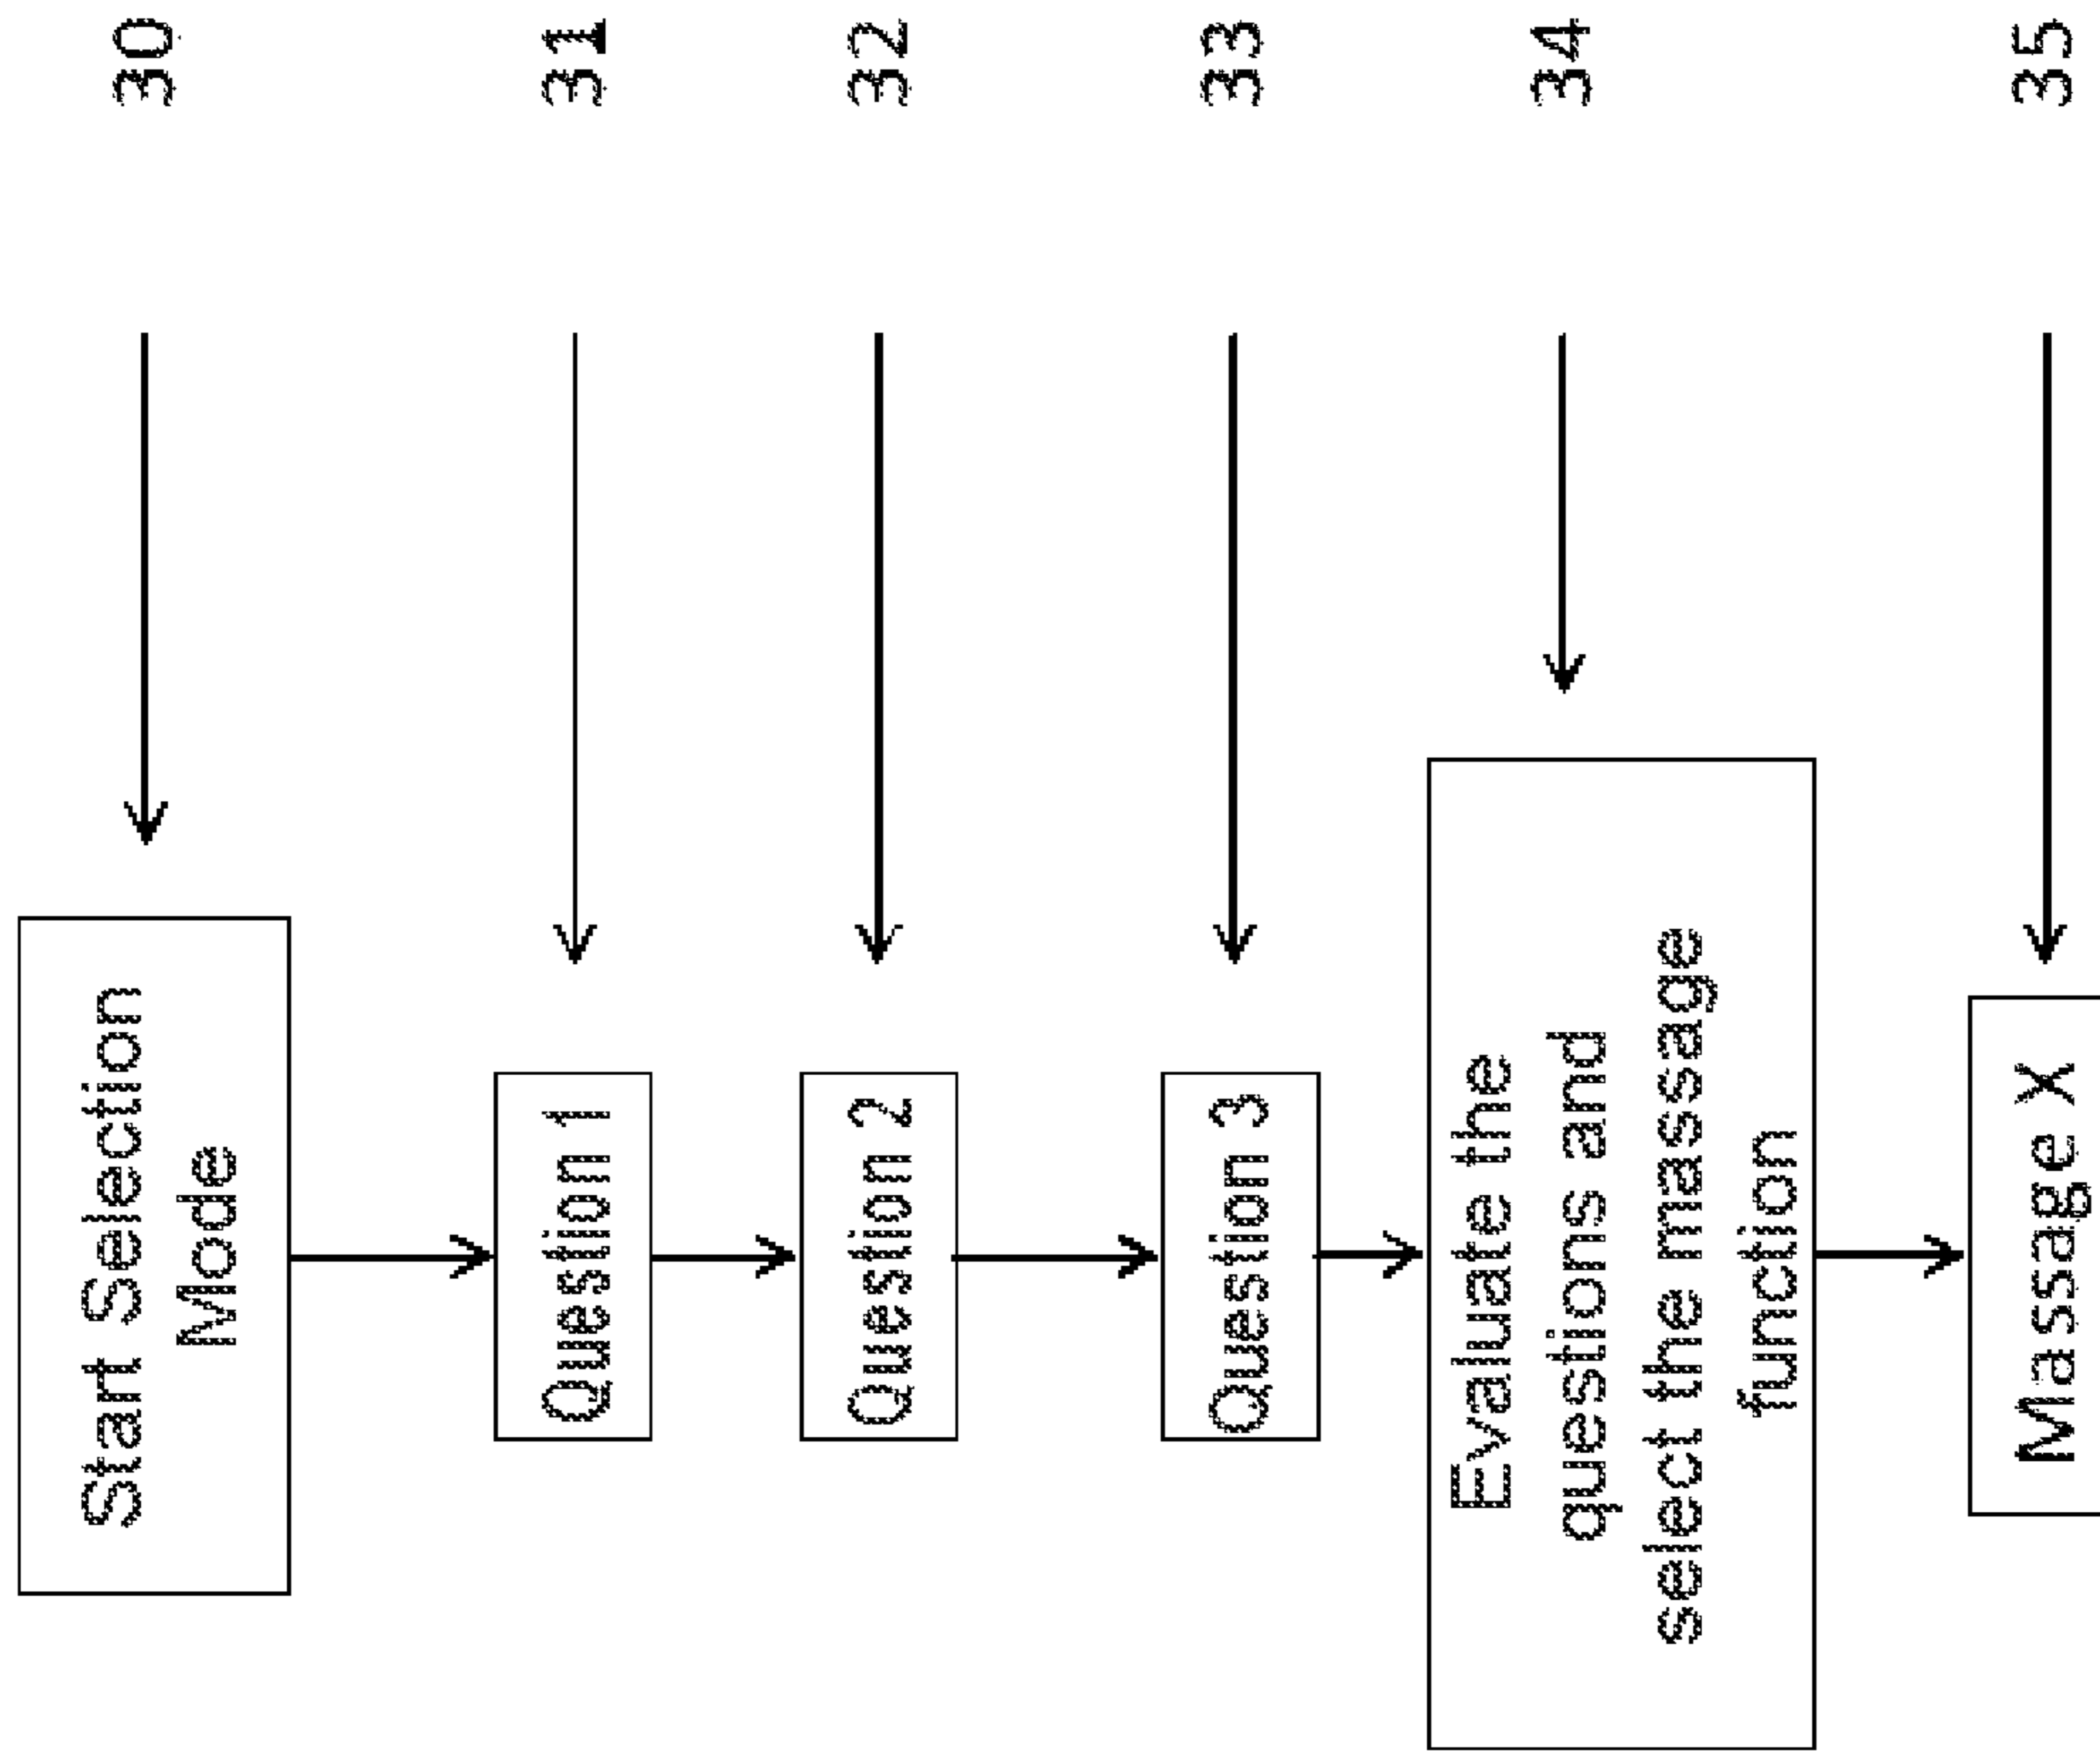 Start Selection
Mode
30
Question 1
31
Question 2
32
Question 3
33
Evaluate the
questions and
select the massage
function
34
Massage X
35